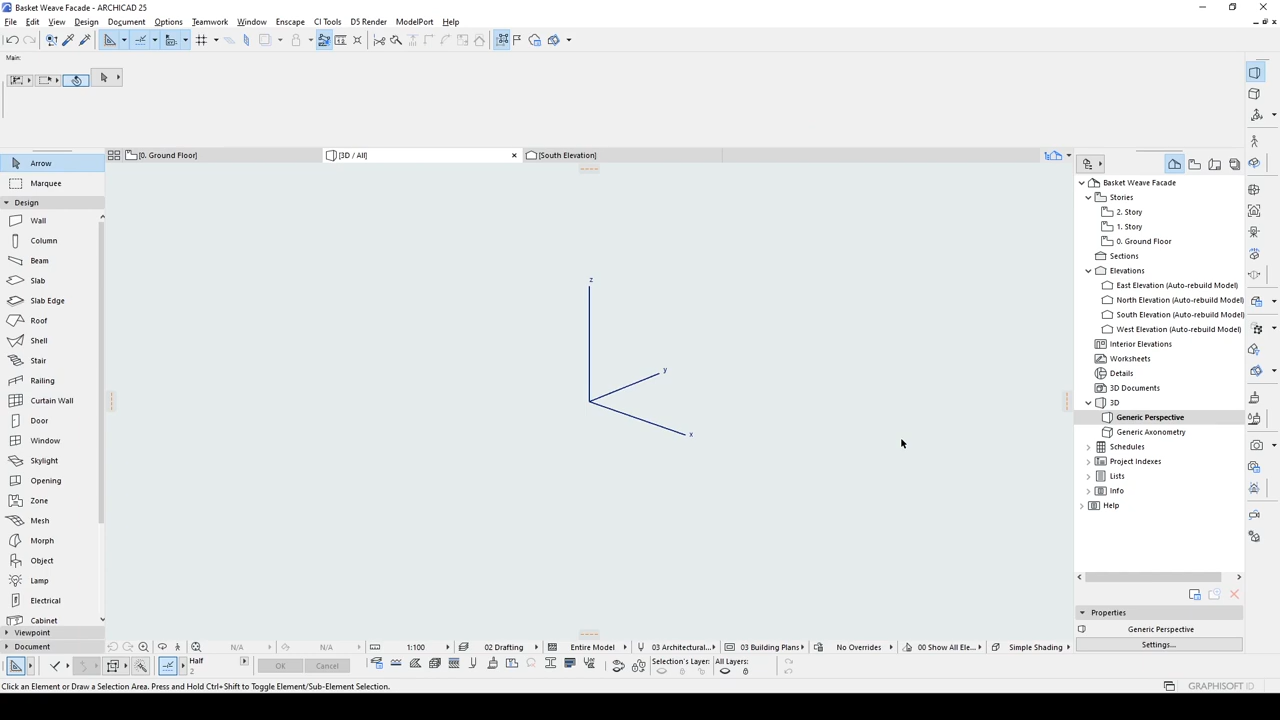 Basket Weave Facade - ARCHICAD 25
File Edit View Design Document Options Teamwork Window Enscape CI Tools D5 Render ModelPort Help
Main:
[0. Ground Floor] [3D / All] [South Elevation]
Arrow
Marquee
Design
Wall
Column
Beam
Slab
Slab Edge
Roof
Shell
Stair
Railing
Curtain Wall
Door
Window
Skylight
Opening
Zone
Mesh
Morph
Object
Lamp
Electrical
Cabinet
Viewpoint
Document
z
y
x
Basket Weave Facade
Stories
2. Story
1. Story
0. Ground Floor
Sections
Elevations
East Elevation (Auto-rebuild Model)
North Elevation (Auto-rebuild Model)
South Elevation (Auto-rebuild Model)
West Elevation (Auto-rebuild Model)
Interior Elevations
Worksheets
Details
3D Documents
3D
Generic Perspective
Generic Axonometry
Schedules
Project Indexes
Lists
Info
Help
Properties
Generic Perspective
Settings...
N/A N/A 1:100 02 Drafting Entire Model 03 Architectural... 03 Building Plans No Overrides 00 Show All Ele... Simple Shading
Half
2
OK Cancel
Selection's Layer: All Layers:
Click an Element or Draw a Selection Area. Press and Hold Ctrl+Shift to Toggle Element/Sub-Element Selection.
GRAPHISOFT